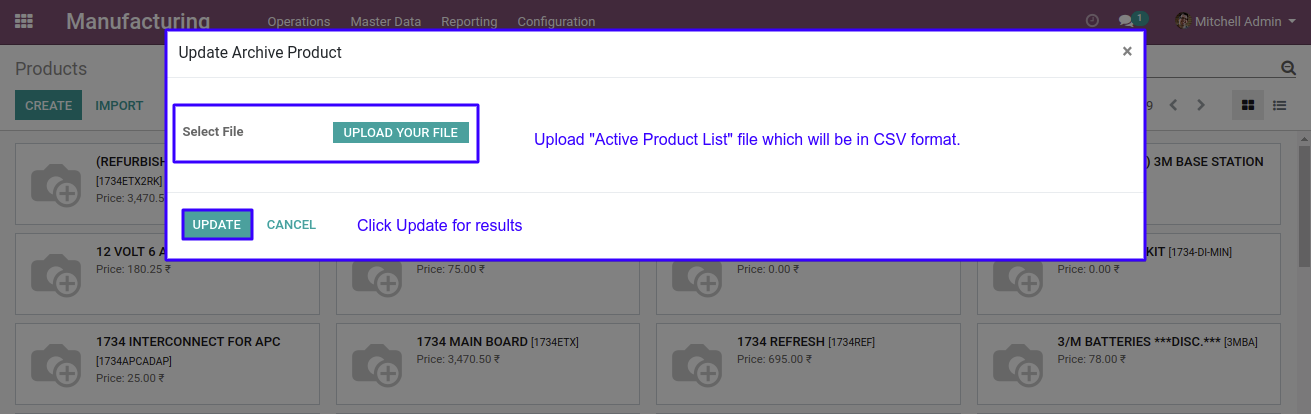 Manufacturing Operations Master Data Reporting Configuration 1 Mitchell Admin
Update Archive Product ×
Products
CREATE IMPORT
9
Select File UPLOAD YOUR FILE
Upload "Active Product List" file which will be in CSV format.
UPDATE CANCEL Click Update for results
(REFURBISH
[1734ETX2RK]
Price: 3,470.5
) 3M BASE STATION
12 VOLT 6 A
Price: 180.25 ₹
Price: 75.00 ₹
Price: 0.00 ₹
KIT [1734-DI-MIN]
Price: 0.00 ₹
1734 INTERCONNECT FOR APC
[1734APCADAP]
Price: 25.00 ₹
1734 MAIN BOARD [1734ETX]
Price: 3,470.50 ₹
1734 REFRESH [1734REF]
Price: 695.00 ₹
3/M BATTERIES ***DISC.*** [3MBA]
Price: 78.00 ₹